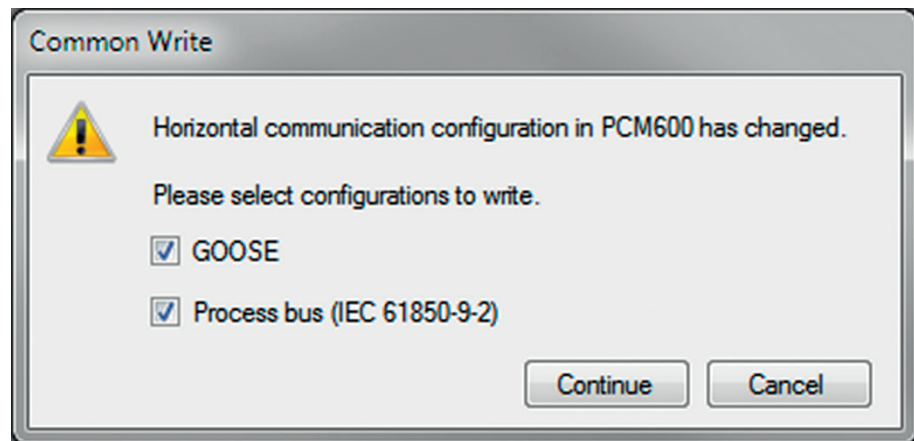 Common Write
Horizontal communication configuration in PCM600 has changed.
Please select configurations to write.
GOOSE
Process bus (IEC 61850-9-2)
Continue Cancel